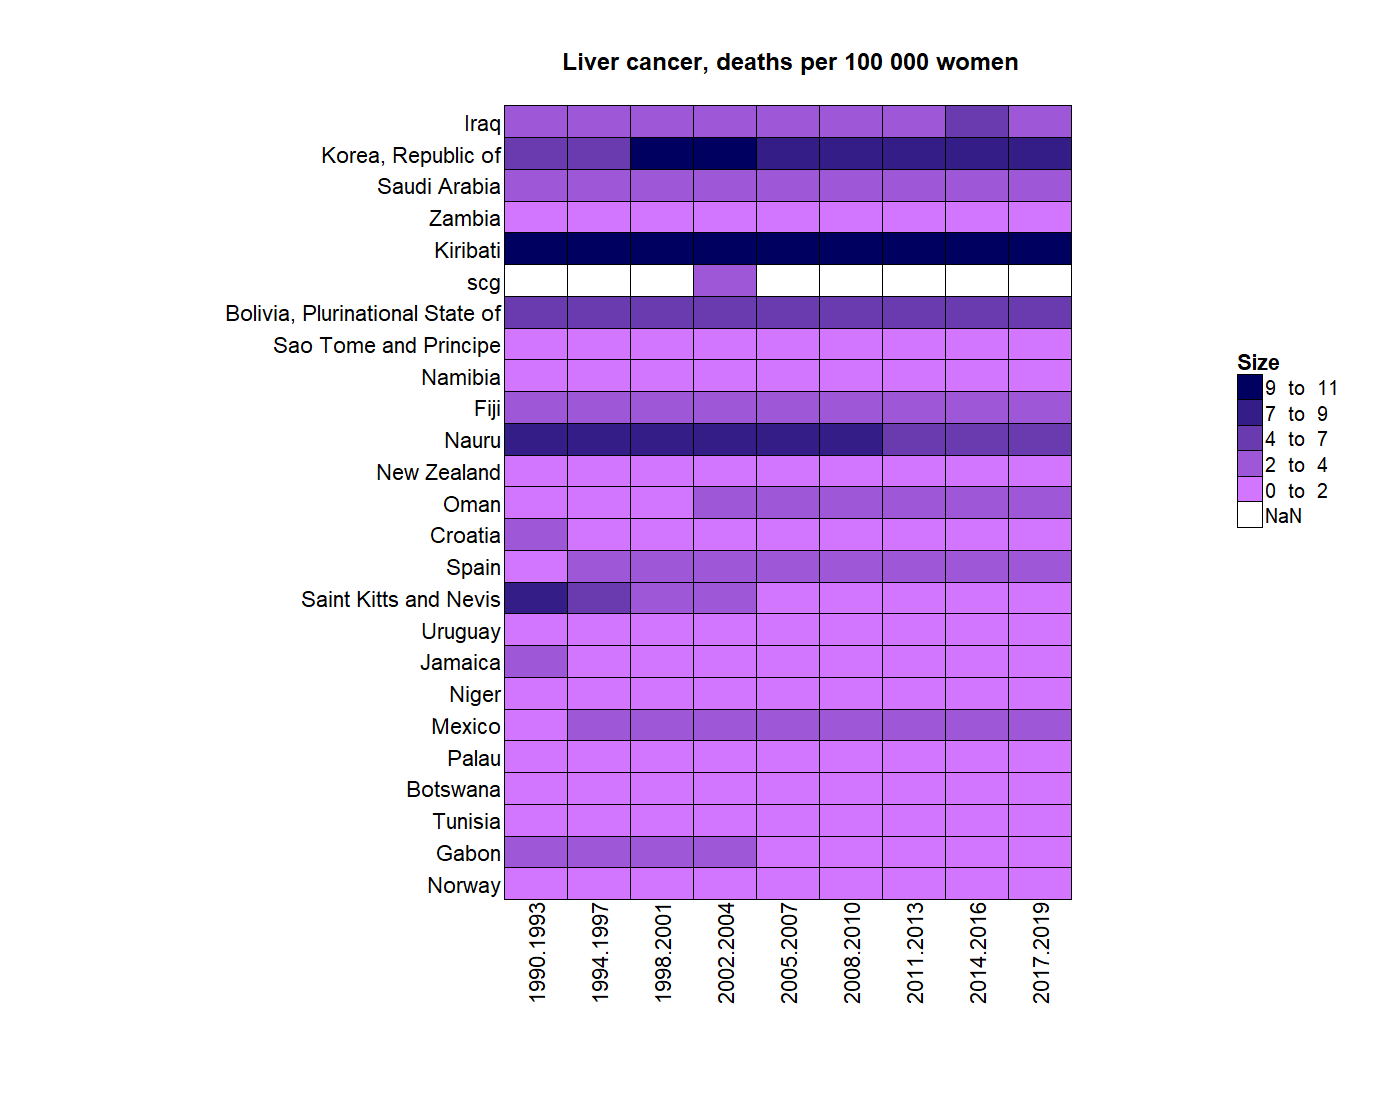 Liver cancer, deaths per 100 000 women
Iraq
Korea, Republic of
Saudi Arabia
Zambia
Kiribati
scg
Bolivia, Plurinational State of
Sao Tome and Principe
Namibia
Fiji
Nauru
New Zealand
Oman
Croatia
Spain
Saint Kitts and Nevis
Uruguay
Jamaica
Niger
Mexico
Palau
Botswana
Tunisia
Gabon
Norway
1990.1993
1994.1997
1998.2001
2002.2004
2005.2007
2008.2010
2011.2013
2014.2016
2017.2019
Size
9 to 11
7 to 9
4 to 7
2 to 4
0 to 2
NaN